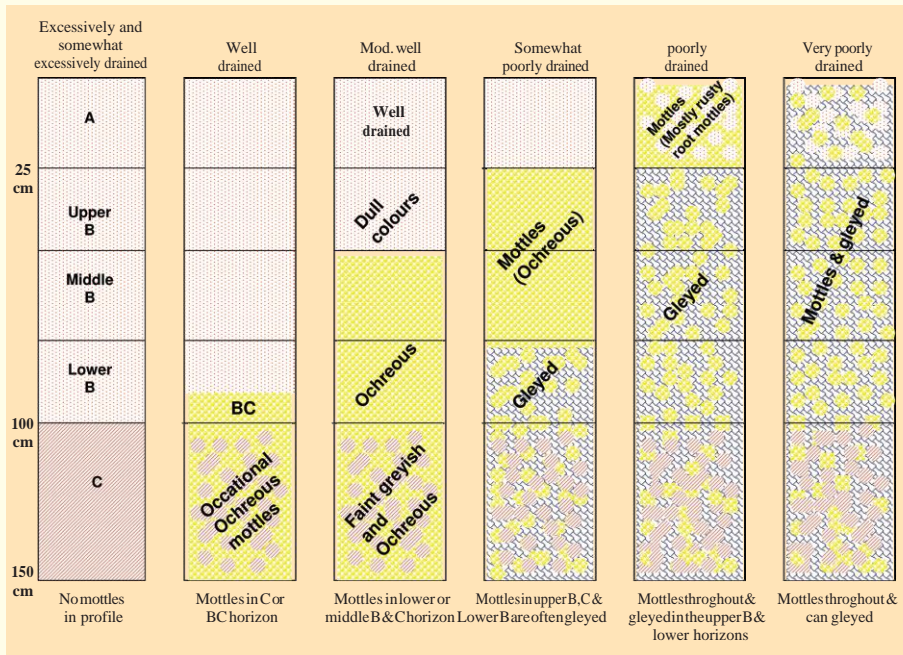 Excessively and
somewhat
excessively drained
Well
drained
Mod. well
drained
Somewhat
poorly drained
poorly
drained
Very poorly
drained
A
25
cm
Upper
B
Middle
B
Lower
B
100
cm
C
150
cm
BC
Occational
Ochreous
mottles
Well
drained
Dull
colours
Ochreous
Faint greyish
and
Ochreous
Mottles
(Ochreous)
Gleyed
Mottles
(Mostly rusty
root mottles)
Gleyed
Mottles & gleyed
No mottles
in profile
Mottles in C or
BC horizon
Mottles in lower or
middle B & C horizon
Mottles in upper B, C &
Lower B are often gleyed
Mottles throghout &
gleyed in the upper B &
lower horizons
Mottles throghout &
can gleyed